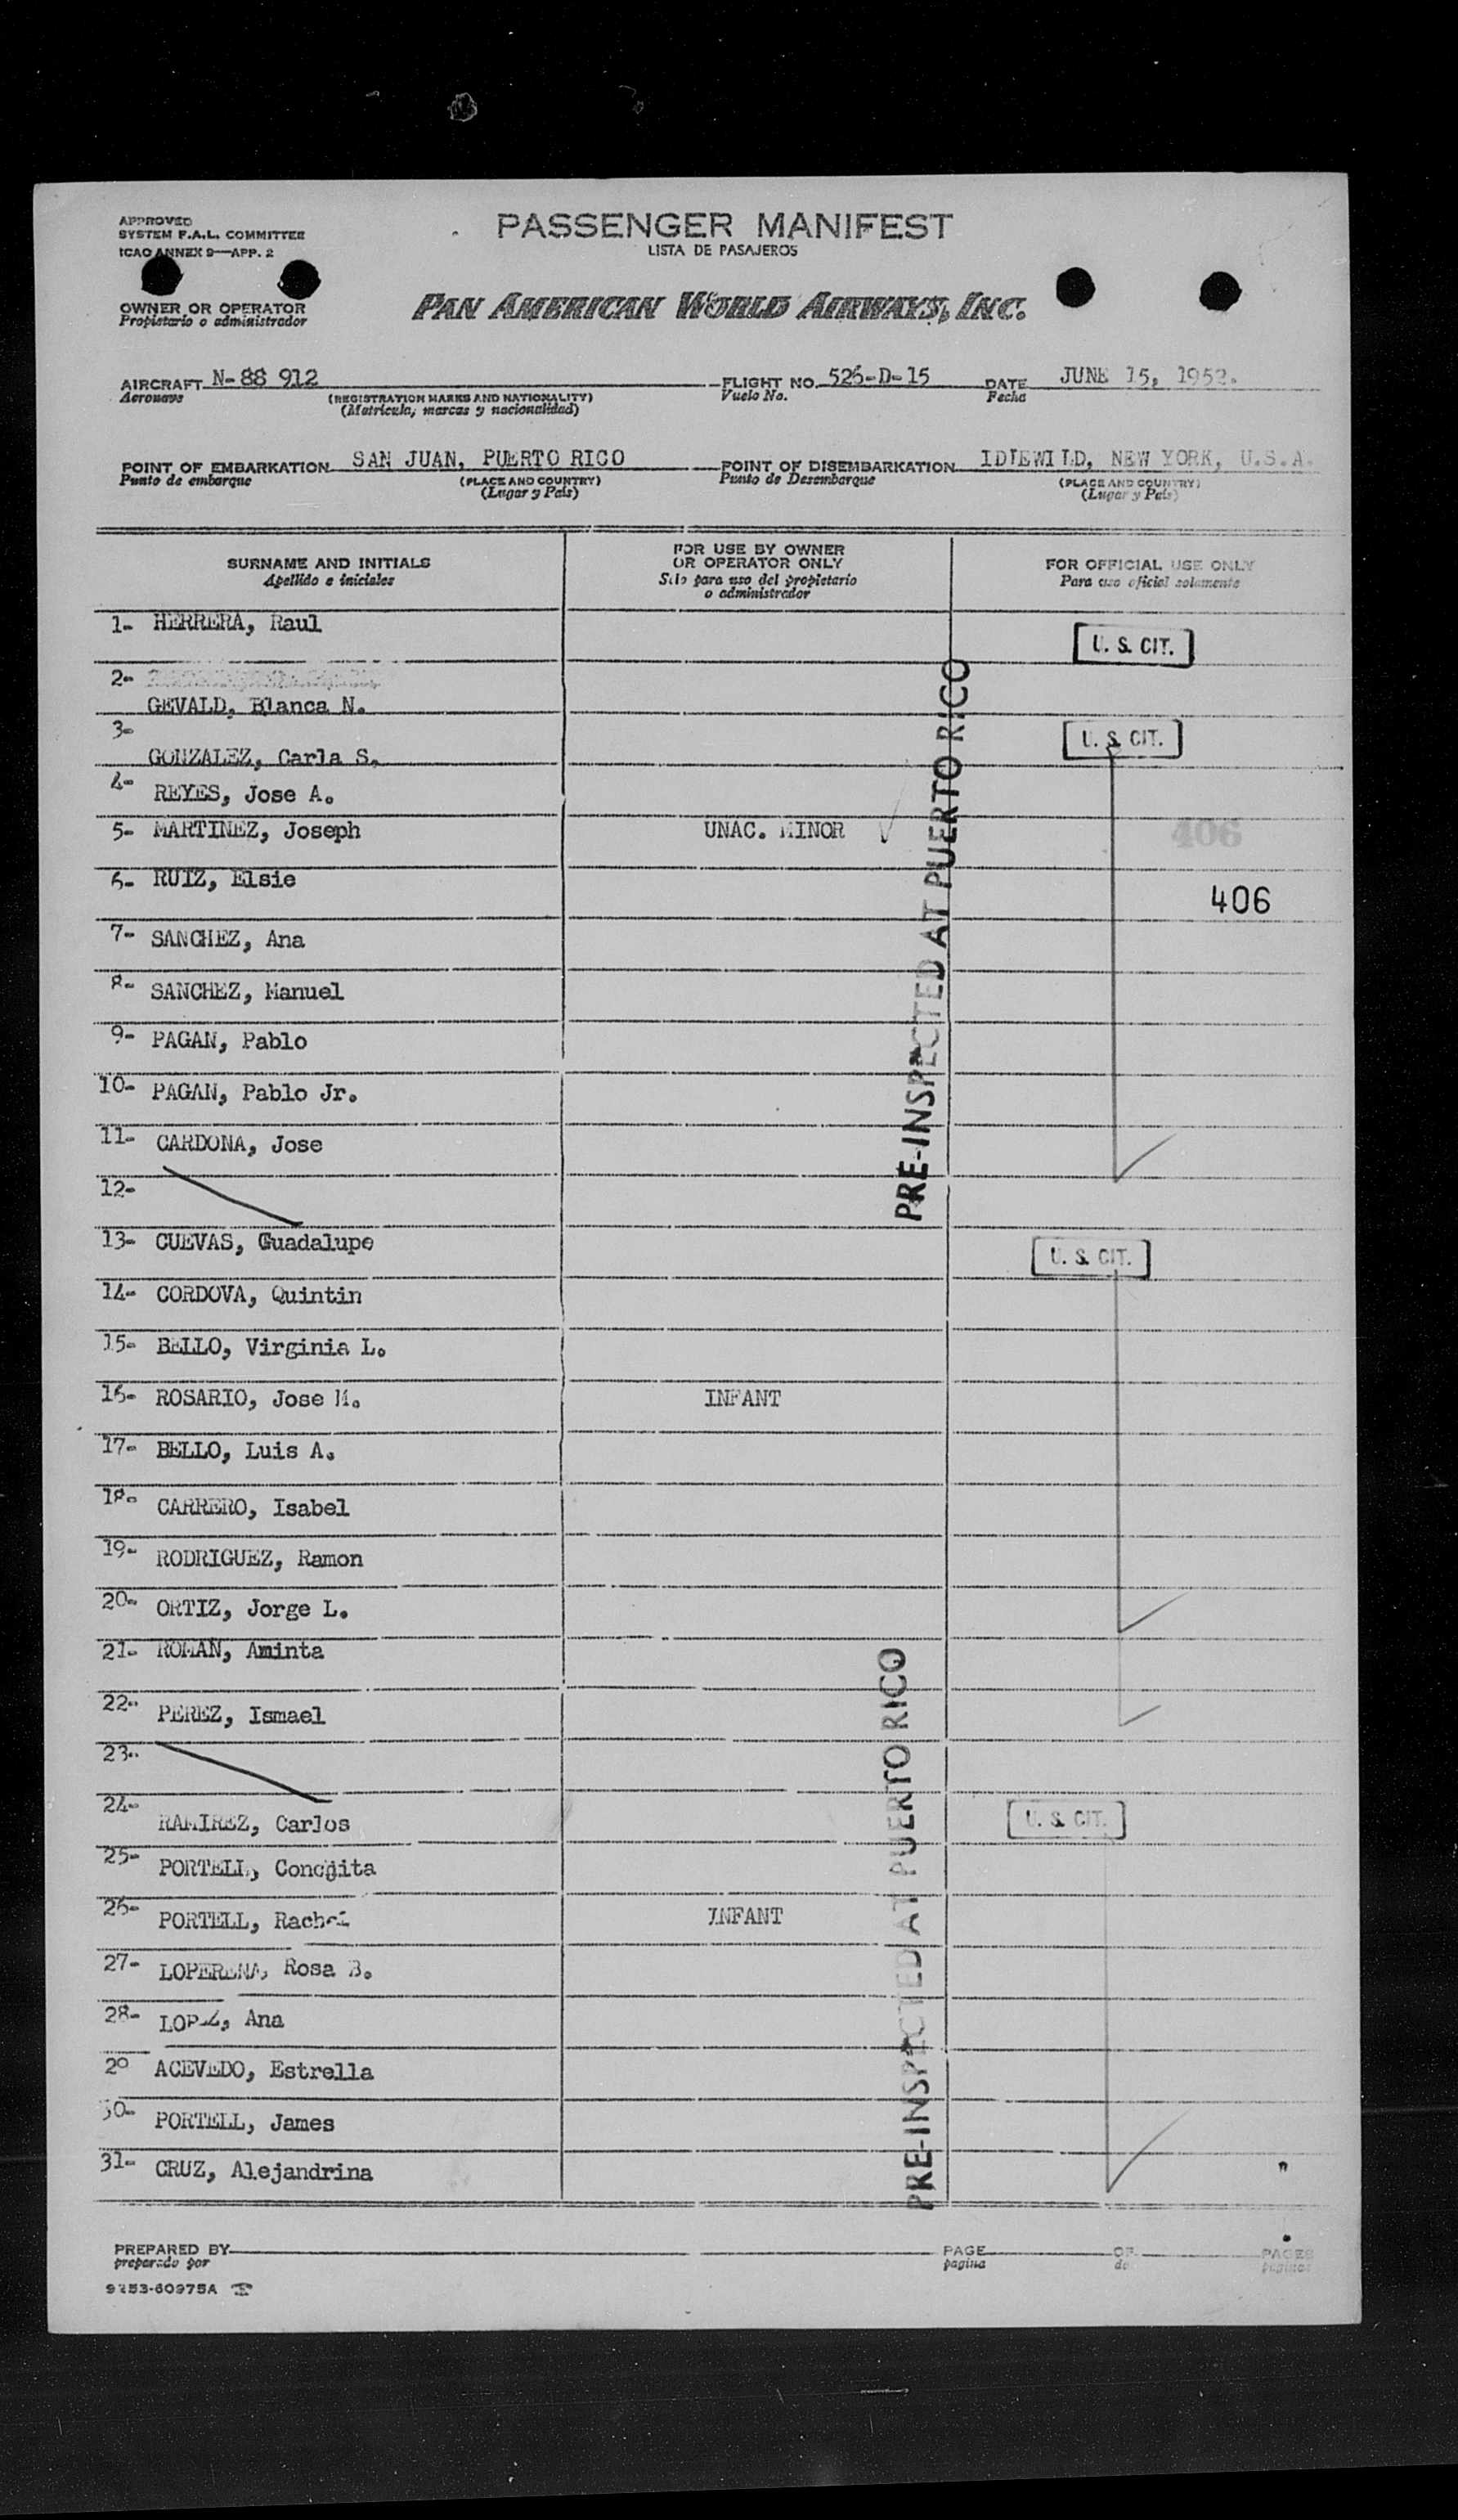 APPROVED
SYSTEM F.A.L. COMMITTEE
ICAO ANNEX 9—APP. 2
PASSENGER MANIFEST
LISTA DE PASAJEROS
OWNER OR OPERATOR
Propietario o administrador
PAN AMERICAN WORLD AIRWAYS, INC.
AIRCRAFT N-88 912 FLIGHT NO. 526-D-15 DATE JUNE 15, 1952.
Aeronave (REGISTRATION MARKS AND NATIONALITY) Vuelo No. Fecha
(Matricula, marcas y nacionalidad)
POINT OF EMBARKATION SAN JUAN, PUERTO RICO POINT OF DISEMBARKATION IDLEWILD, NEW YORK, U.S.A.
Punto de embarque (PLACE AND COUNTRY) Punto de Desembarque (PLACE AND COUNTRY)
(Lugar y País) (Lugar y País)
SURNAME AND INITIALS
Apellido e iniciales
FOR USE BY OWNER
OR OPERATOR ONLY
Sólo para uso del propietario
o administrador
FOR OFFICIAL USE ONLY
Para uso oficial solamente
1- HERRERA, Raul U. S. CIT.
2-
GEVALD, Blanca N.
3- U. S. CIT.
GONZALEZ, Carla S.
4- REYES, Jose A.
5- MARTINEZ, Joseph UNAC. MINOR 406
6- RUIZ, Elsie 406
7- SANCHEZ, Ana
8- SANCHEZ, Manuel
9- PAGAN, Pablo
10- PAGAN, Pablo Jr.
11- CARDONA, Jose
PRE-INSPECTED AT PUERTO RICO
12-
13- CUEVAS, Guadalupe U. S. CIT.
14- CORDOVA, Quintin
15- BELLO, Virginia L.
16- ROSARIO, Jose M. INFANT
17- BELLO, Luis A.
18- CARRERO, Isabel
19- RODRIGUEZ, Ramon
20- ORTIZ, Jorge L.
21- ROMAN, Aminta
22- PEREZ, Ismael
23-
24- RAMIREZ, Carlos U. S. CIT.
25- PORTELL, Conchita
26- PORTELL, Rachel INFANT
27- LOPERENA, Rosa B.
28- LOPEZ, Ana
29 ACEVEDO, Estrella
30- PORTELL, James
31- CRUZ, Alejandrina
PRE-INSPECTED AT PUERTO RICO
PREPARED BY PAGE OF PAGES
preparado por pagina de paginas
9153-60975A